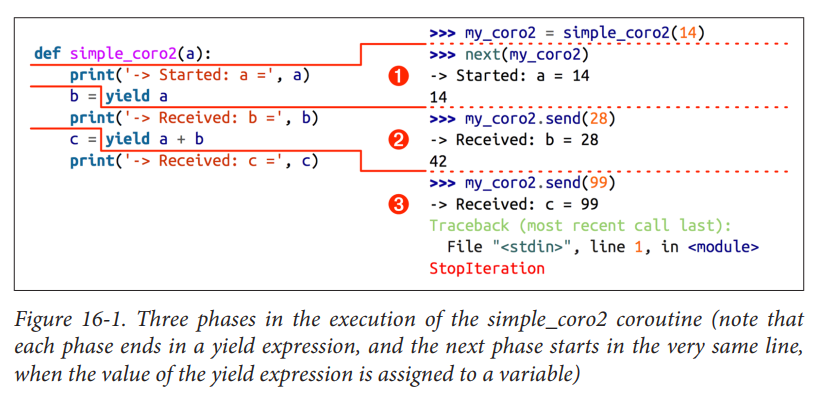 def simple_coro2(a):
    print('-> Started: a =', a)
    b = yield a
    print('-> Received: b =', b)
    c = yield a + b
    print('-> Received: c =', c)
>>> my_coro2 = simple_coro2(14)
>>> next(my_coro2)
❶ -> Started: a = 14
14
>>> my_coro2.send(28)
❷ -> Received: b = 28
42
>>> my_coro2.send(99)
❸ -> Received: c = 99
Traceback (most recent call last):
  File "<stdin>", line 1, in <module>
StopIteration
Figure 16-1. Three phases in the execution of the simple_coro2 coroutine (note that
each phase ends in a yield expression, and the next phase starts in the very same line,
when the value of the yield expression is assigned to a variable)